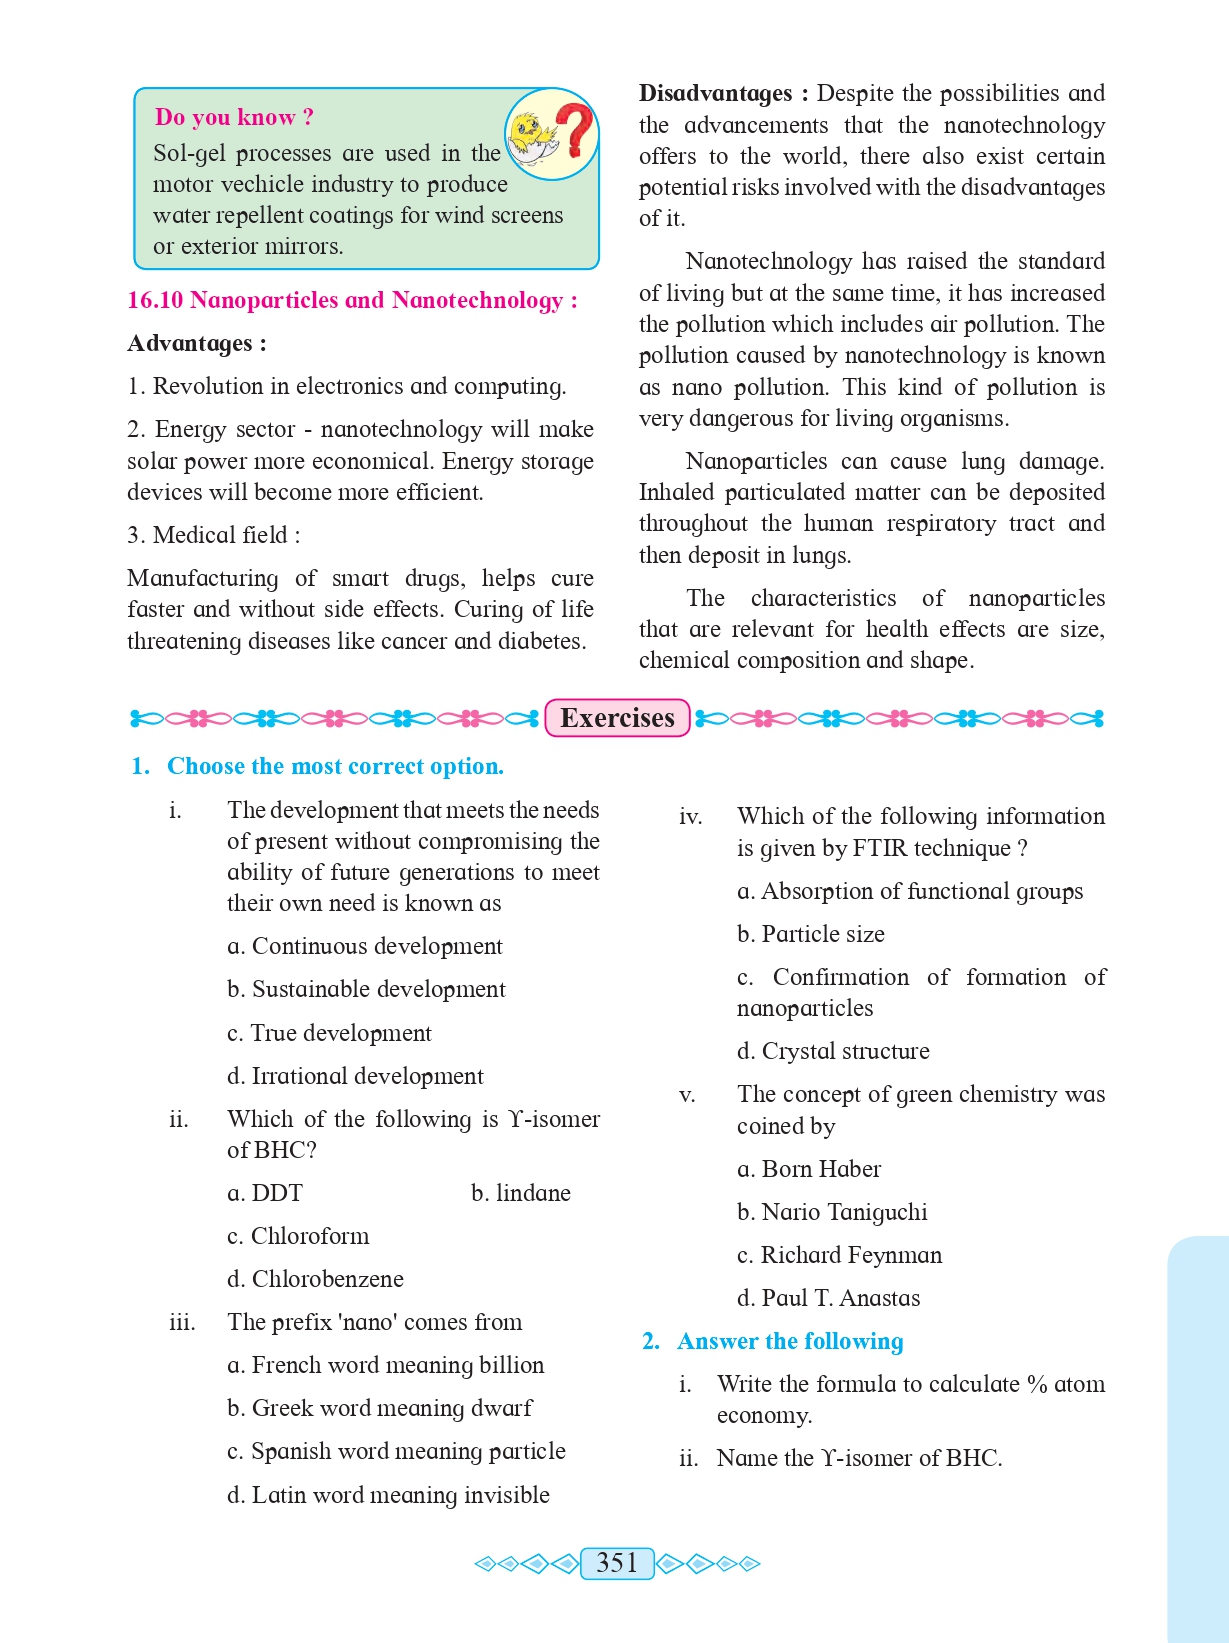 Do you know ?
Sol-gel processes are used in the
motor vechicle industry to produce
water repellent coatings for wind screens
or exterior mirrors.
16.10 Nanoparticles and Nanotechnology :
Advantages :
1. Revolution in electronics and computing.
2. Energy sector - nanotechnology will make
solar power more economical. Energy storage
devices will become more efficient.
3. Medical field :
Manufacturing of smart drugs, helps cure
faster and without side effects. Curing of life
threatening diseases like cancer and diabetes.
Disadvantages : Despite the possibilities and
the advancements that the nanotechnology
offers to the world, there also exist certain
potential risks involved with the disadvantages
of it.
Nanotechnology has raised the standard
of living but at the same time, it has increased
the pollution which includes air pollution. The
pollution caused by nanotechnology is known
as nano pollution. This kind of pollution is
very dangerous for living organisms.
Nanoparticles can cause lung damage.
Inhaled particulated matter can be deposited
throughout the human respiratory tract and
then deposit in lungs.
The characteristics of nanoparticles
that are relevant for health effects are size,
chemical composition and shape.
Exercises
1. Choose the most correct option.
i. The development that meets the needs
of present without compromising the
ability of future generations to meet
their own need is known as
a. Continuous development
b. Sustainable development
c. True development
d. Irrational development
ii. Which of the following is ϒ-isomer
of BHC?
a. DDT b. lindane
c. Chloroform
d. Chlorobenzene
iii. The prefix 'nano' comes from
a. French word meaning billion
b. Greek word meaning dwarf
c. Spanish word meaning particle
d. Latin word meaning invisible
iv. Which of the following information
is given by FTIR technique ?
a. Absorption of functional groups
b. Particle size
c. Confirmation of formation of
nanoparticles
d. Crystal structure
v. The concept of green chemistry was
coined by
a. Born Haber
b. Nario Taniguchi
c. Richard Feynman
d. Paul T. Anastas
2. Answer the following
i. Write the formula to calculate % atom
economy.
ii. Name the ϒ-isomer of BHC.
351